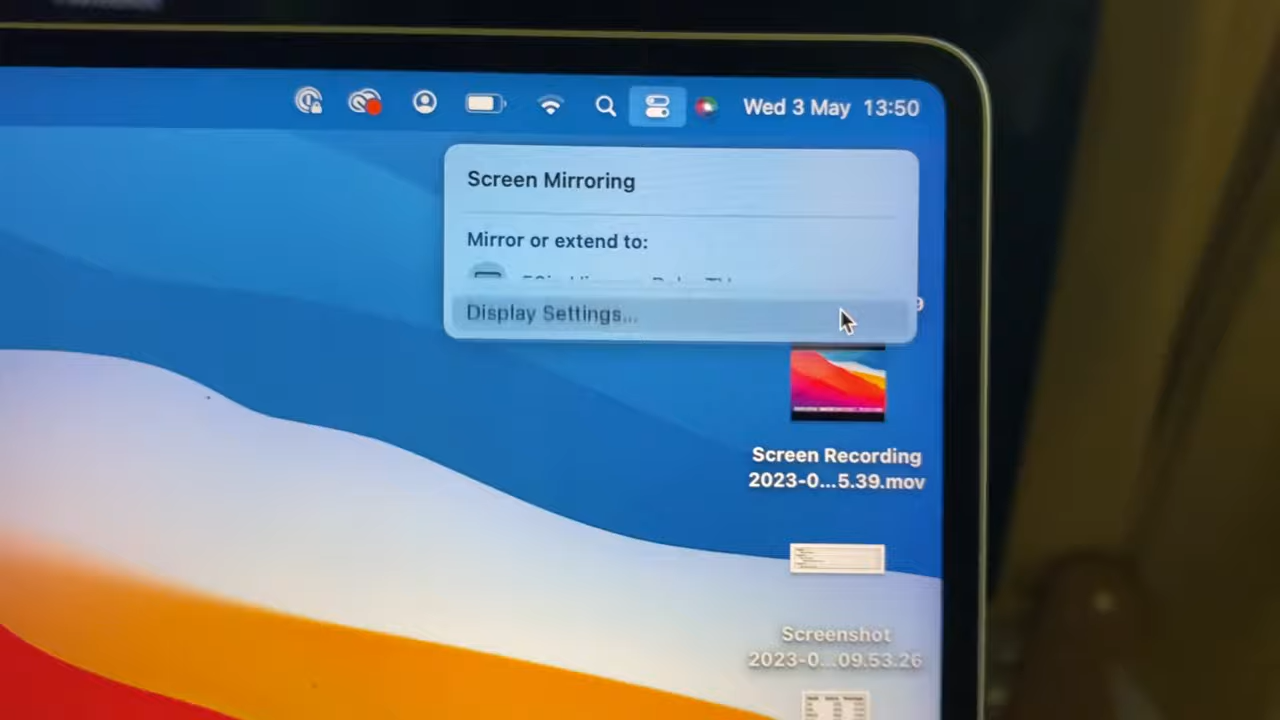 Wed 3 May 13:50
Screen Mirroring
Mirror or extend to:
Display Settings...
9
Screen Recording
2023-0...5.39.mov
Screenshot
2023-0...09.53.26